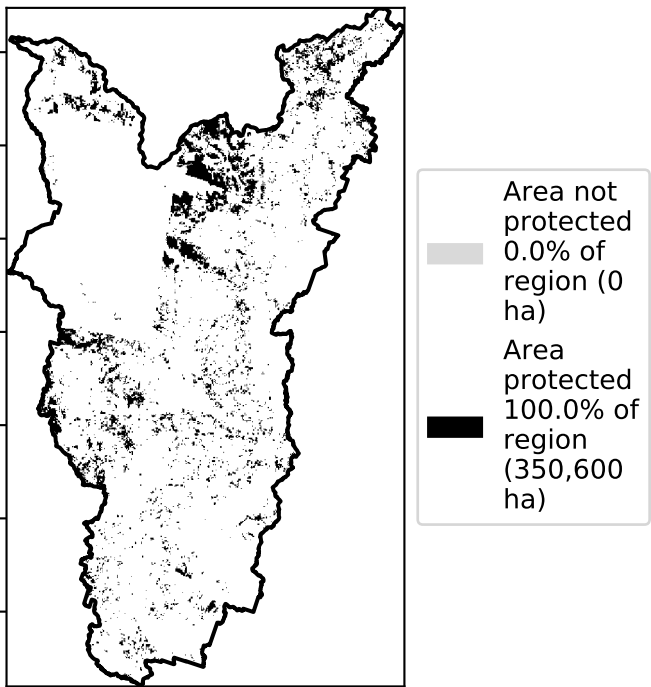 Area not
protected
0.0% of
region (0
ha)
Area
protected
100.0% of
region
(350,600
ha)